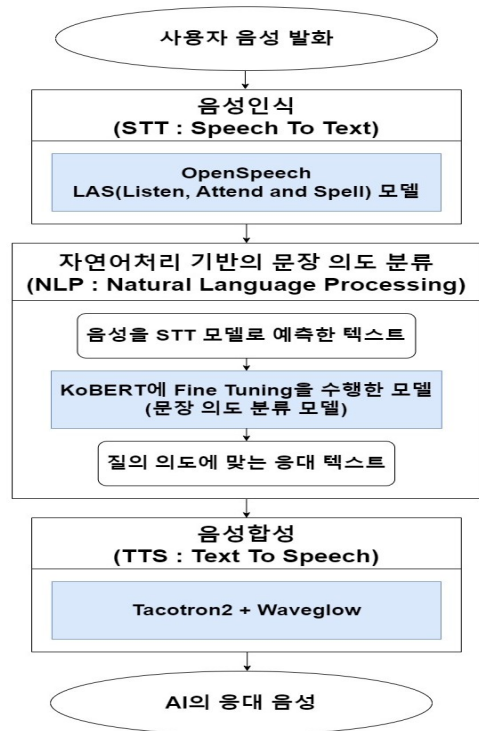 사용자 음성 발화
음성인식
(STT : Speech To Text)
OpenSpeech
LAS(Listen, Attend and Spell) 모델
자연어처리 기반의 문장 의도 분류
(NLP : Natural Language Processing)
음성을 STT 모델로 예측한 텍스트
KoBERT에 Fine Tuning을 수행한 모델
(문장 의도 분류 모델)
질의 의도에 맞는 응대 텍스트
음성합성
(TTS : Text To Speech)
Tacotron2 + Waveglow
AI의 응대 음성